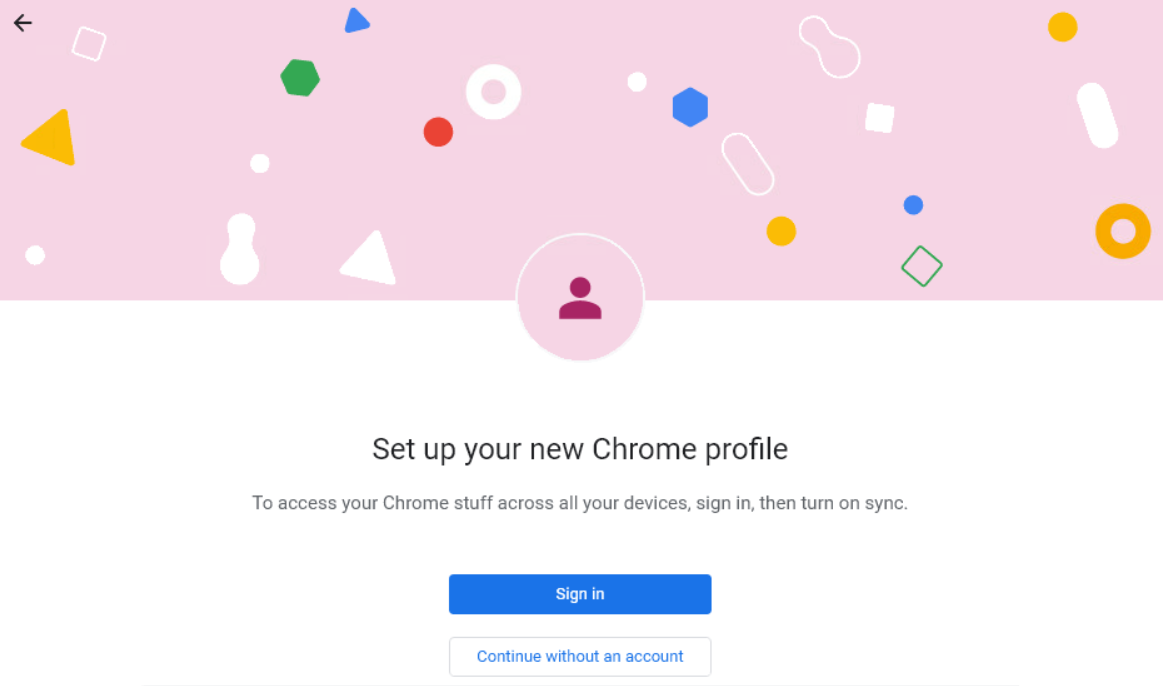 Set up your new Chrome profile
To access your Chrome stuff across all your devices, sign in, then turn on sync.
Sign in
Continue without an account